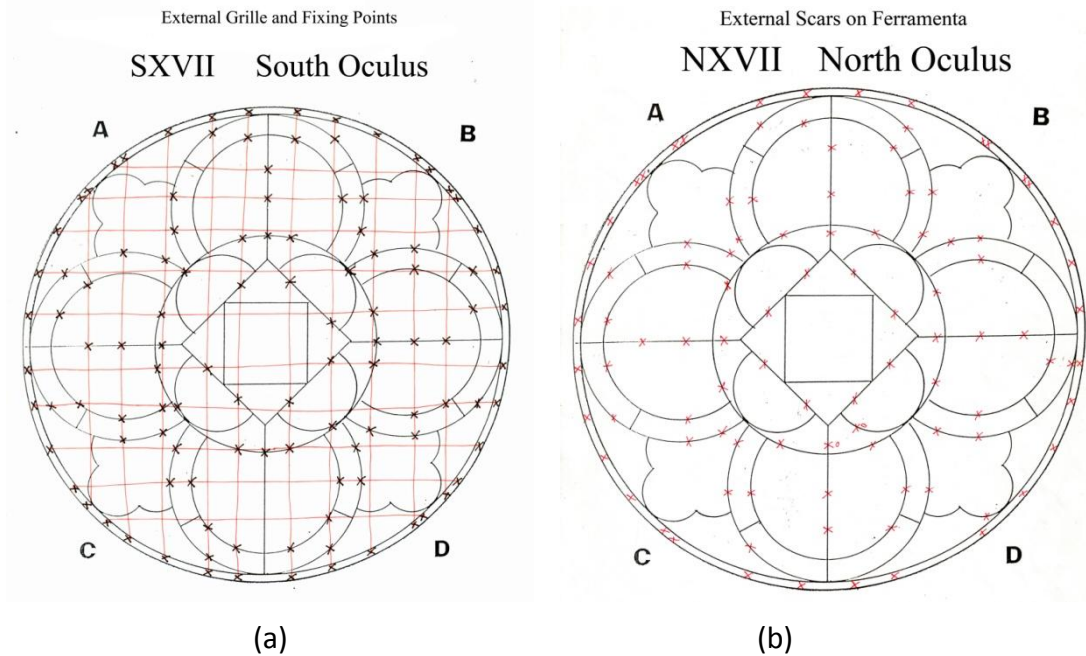 External Grille and Fixing Points
SXVII South Oculus
A
B
C
D
(a)
External Scars on Ferramenta
NXVII North Oculus
A
B
C
D
(b)